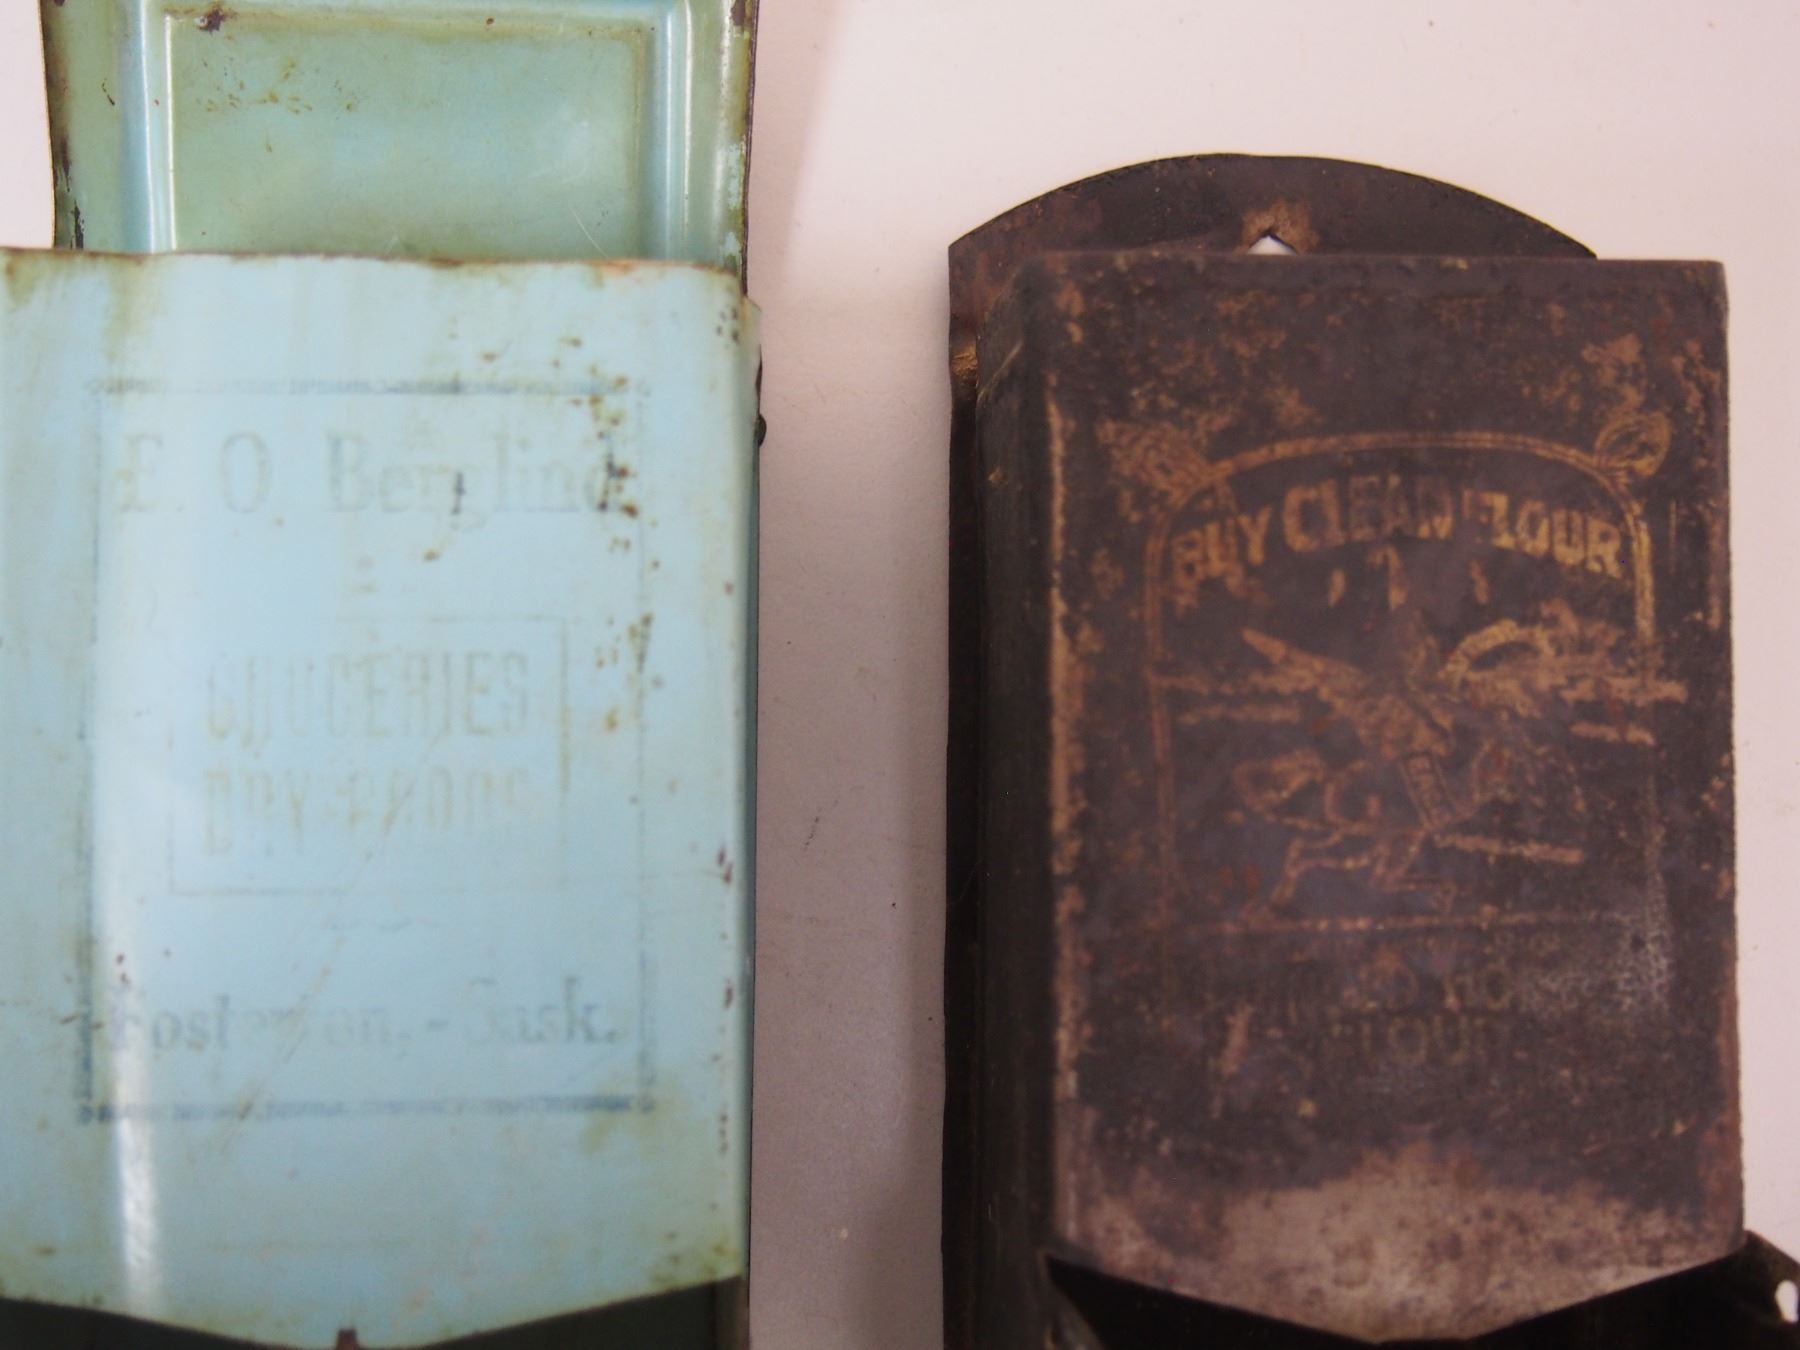 E. O. Berglind
GROCERIES
DRY-GOODS
Sask.
BUY CLEAN FLOUR
FLOUR